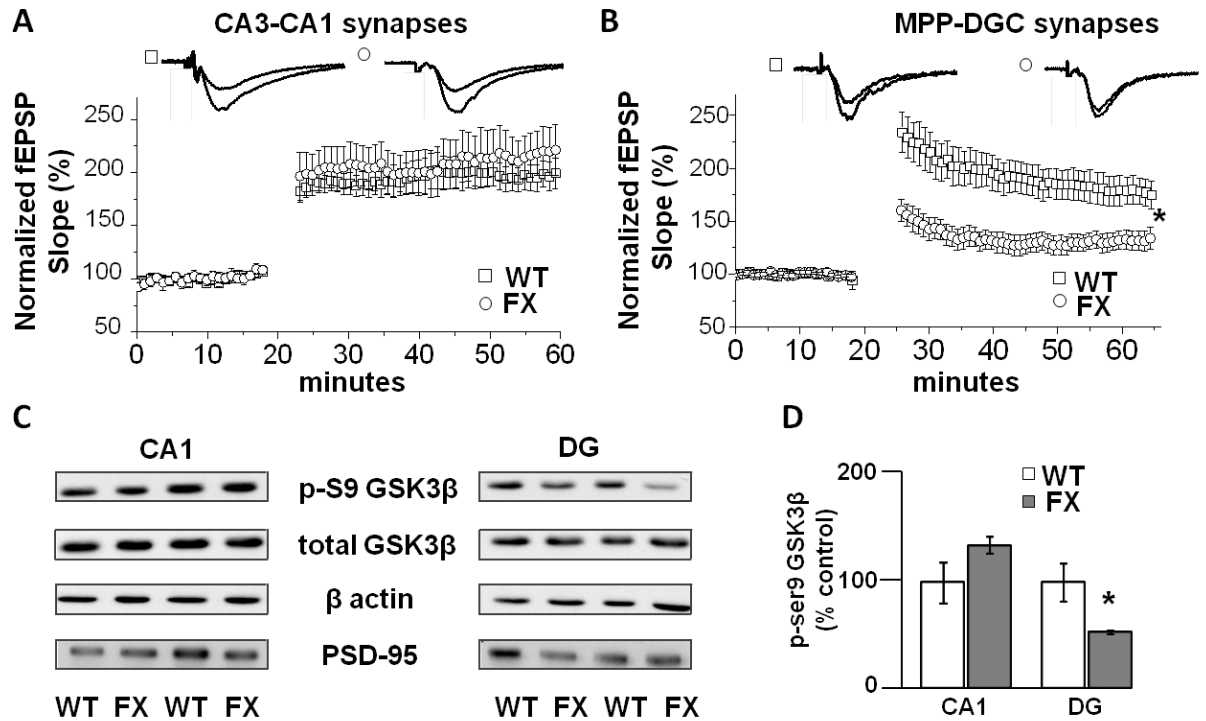 A
CA3-CA1 synapses
Normalized fEPSP
Slope (%)
250
200
150
100
50
WT
FX
0 10 20 30 40 50 60
minutes
B
MPP-DGC synapses
Normalized fEPSP
Slope (%)
250
200
150
100
50
*
WT
FX
0 10 20 30 40 50 60
minutes
C
CA1
DG
p-S9 GSK3β
total GSK3β
β actin
PSD-95
WT FX WT FX
WT FX WT FX
D
p-ser9 GSK3β
(% control)
200
100
0
WT
FX
*
CA1 DG